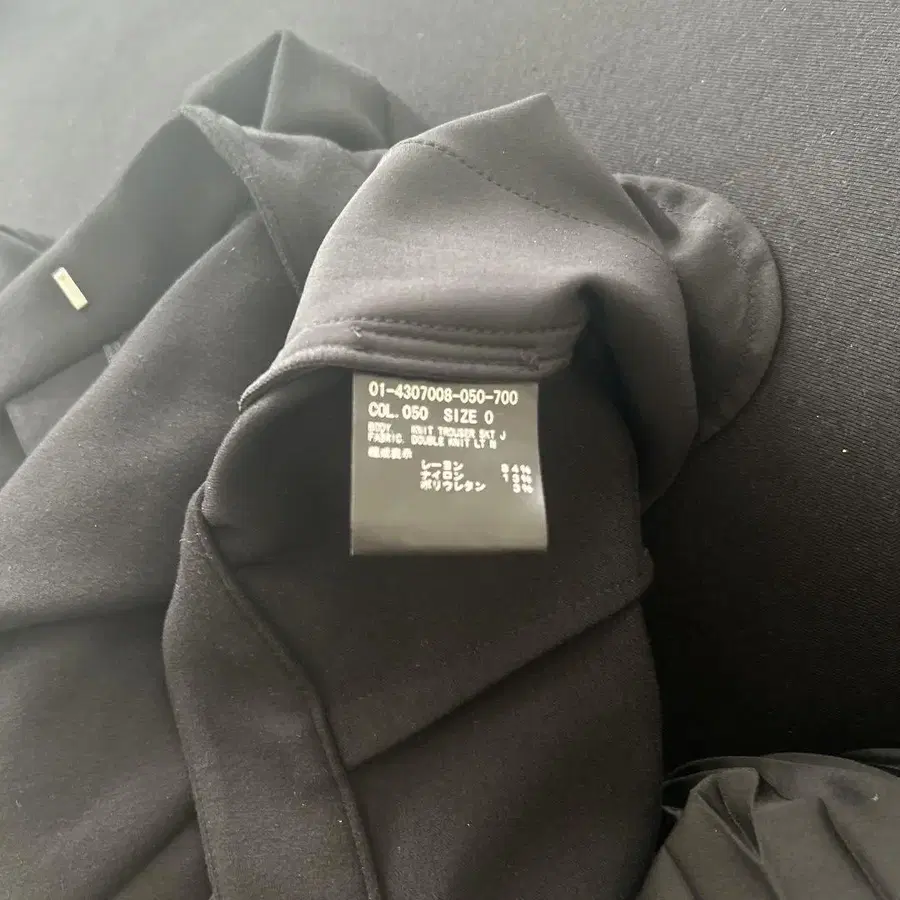 01-4307008-050-700
COL.050 SIZE 0
BODY. KNIT TROUSER SKT J
FABRIC. DOUBLE KNIT LT N
組成表示
レーヨン 84%
ナイロン 13%
ポリウレタン 3%